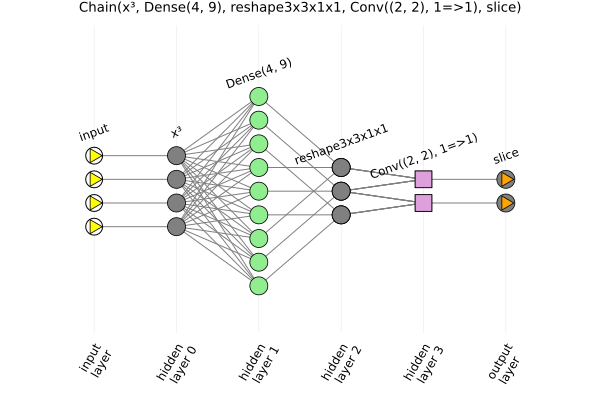 Chain(x³, Dense(4, 9), reshape3x3x1x1, Conv((2, 2), 1=>1), slice)
Dense(4, 9)
input
x³
reshape3x3x1x1
Conv((2, 2), 1=>1)
slice
input
layer
hidden
layer 0
hidden
layer 1
hidden
layer 2
hidden
layer 3
output
layer